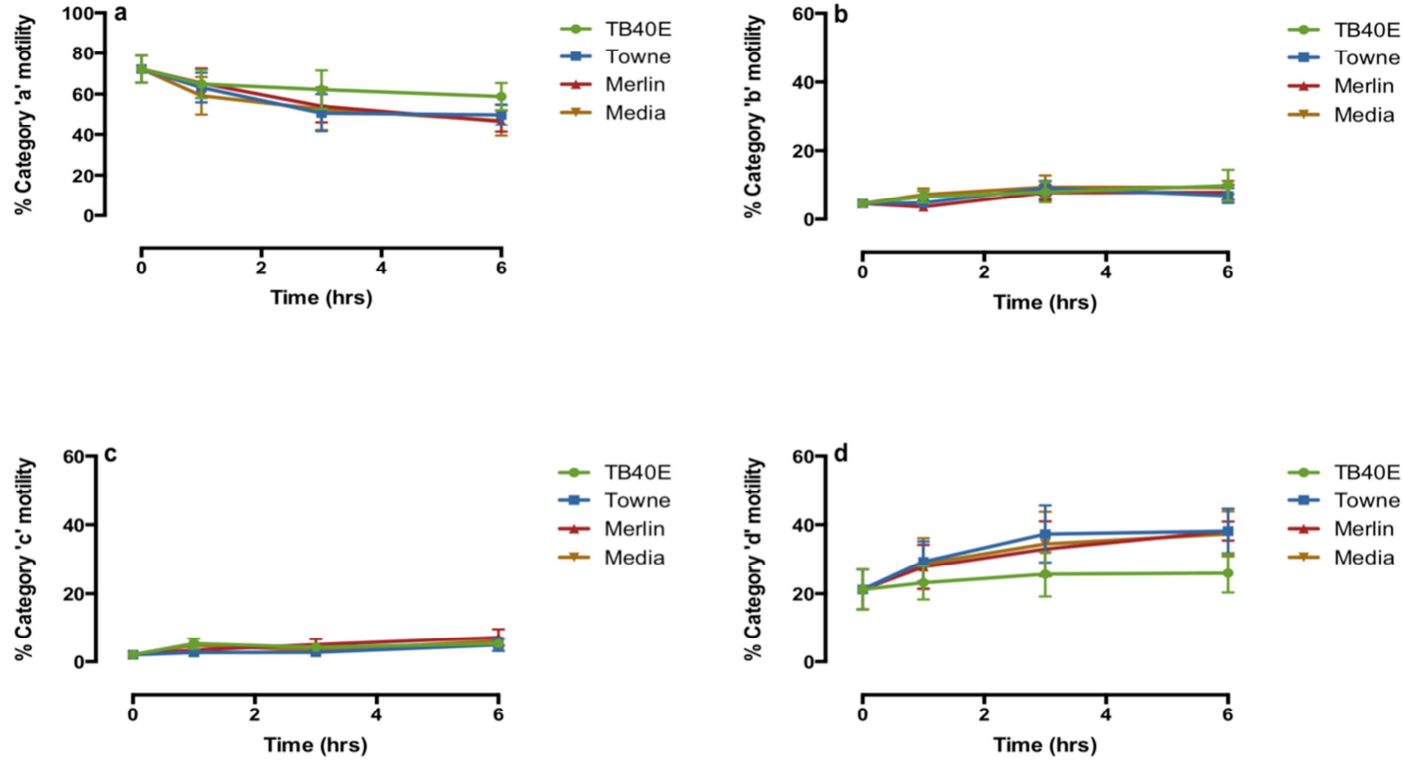 a
% Category 'a' motility
100
80
60
40
20
0
0 2 4 6
Time (hrs)
TB40E
Towne
Merlin
Media
b
% Category 'b' motility
60
40
20
0
0 2 4 6
Time (hrs)
TB40E
Towne
Merlin
Media
c
% Category 'c' motility
60
40
20
0
0 2 4 6
Time (hrs)
TB40E
Towne
Merlin
Media
d
% Category 'd' motility
60
40
20
0
0 2 4 6
Time (hrs)
TB40E
Towne
Merlin
Media